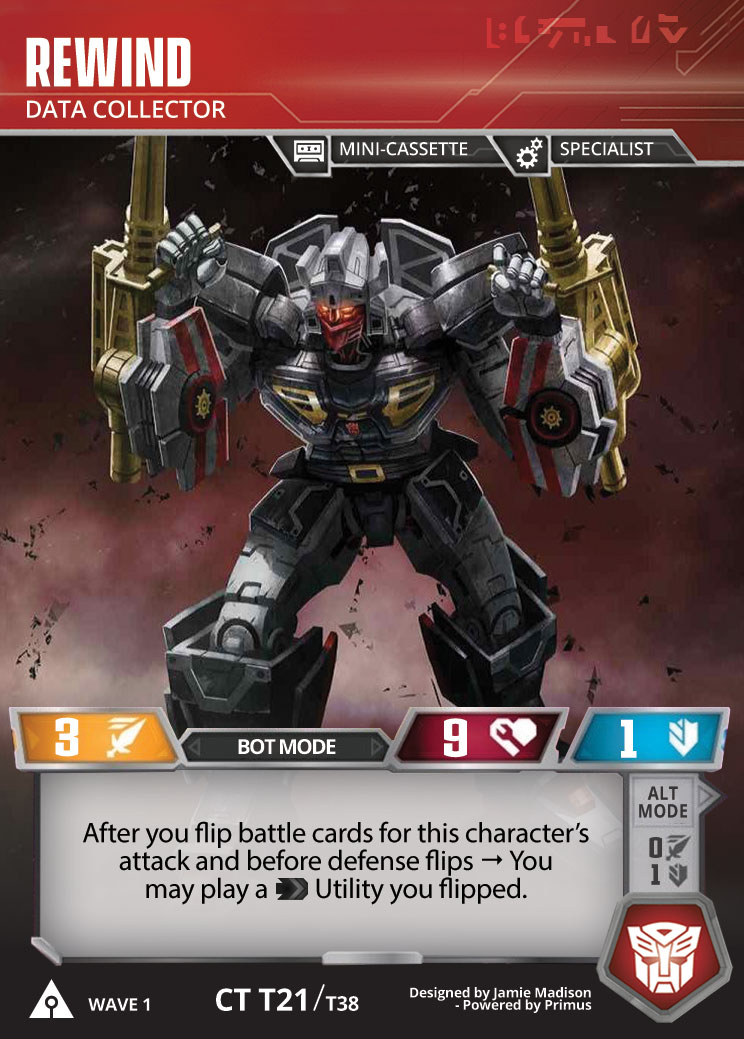 REWIND
DATA COLLECTOR
MINI-CASSETTE
SPECIALIST
3
BOT MODE
9
1
After you flip battle cards for this character's
attack and before defense flips → You
may play a Utility you flipped.
ALT
MODE
0
1
WAVE 1
CT T21/T38
Designed by Jamie Madison
- Powered by Primus